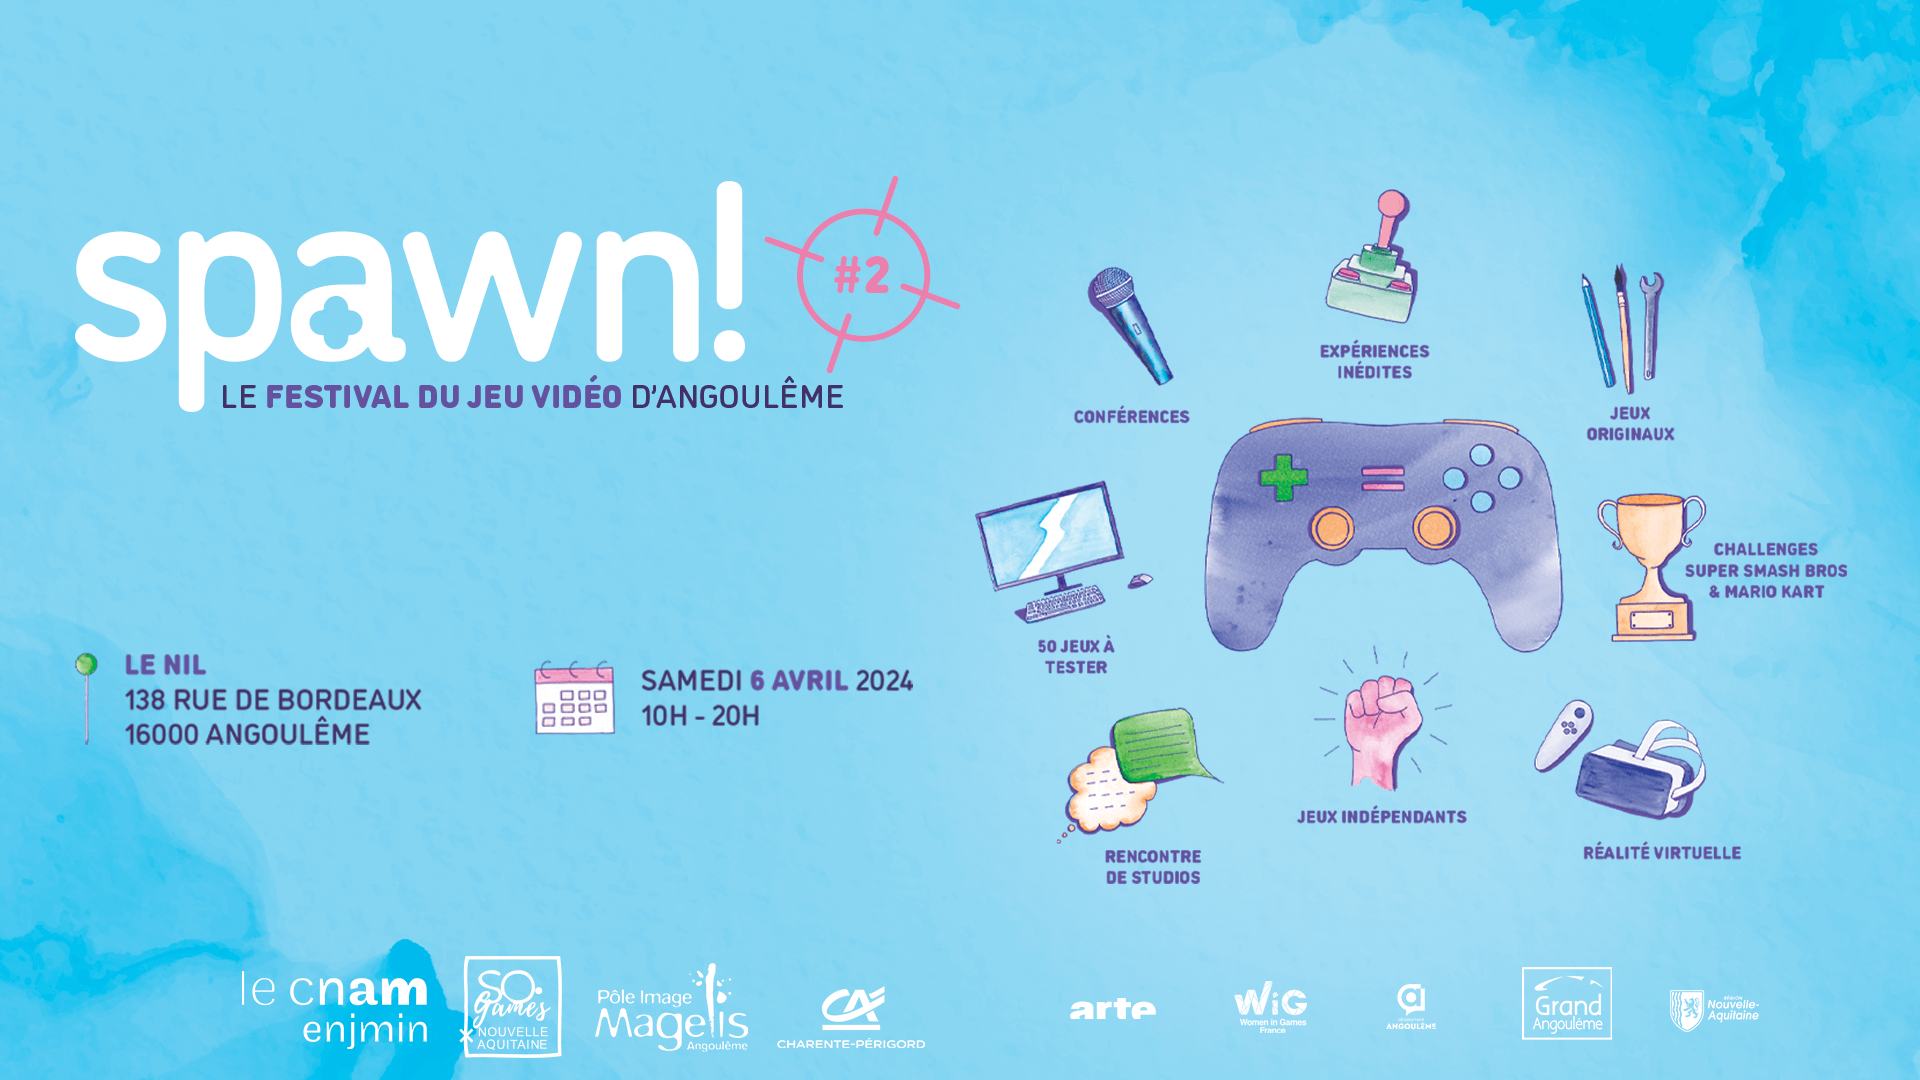 spawn!
#2
LE FESTIVAL DU JEU VIDÉO D'ANGOULÊME
LE NIL
138 RUE DE BORDEAUX
16000 ANGOULÊME
SAMEDI 6 AVRIL 2024
10H - 20H
EXPÉRIENCES
INÉDITES
CONFÉRENCES
JEUX
ORIGINAUX
50 JEUX À
TESTER
CHALLENGES
SUPER SMASH BROS
& MARIO KART
RENCONTRE
DE STUDIOS
JEUX INDÉPENDANTS
RÉALITÉ VIRTUELLE
le cnam
enjmin
SO.
Games
NOUVELLE
AQUITAINE
Pôle Image
Magelis
Angoulême
CA
CHARENTE-PÉRIGORD
arte
WiG
Women in Games
France
ANGOULÊME
Grand
Angoulême
RÉGION
Nouvelle-
Aquitaine